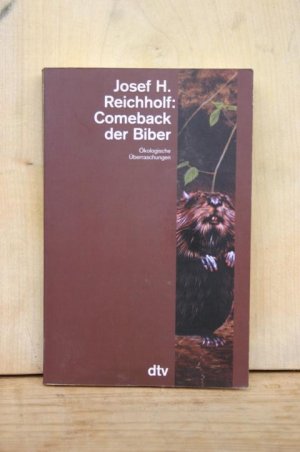 Josef H.
Reichholf:
Comeback
der Biber
Ökologische
Überraschungen
dtv